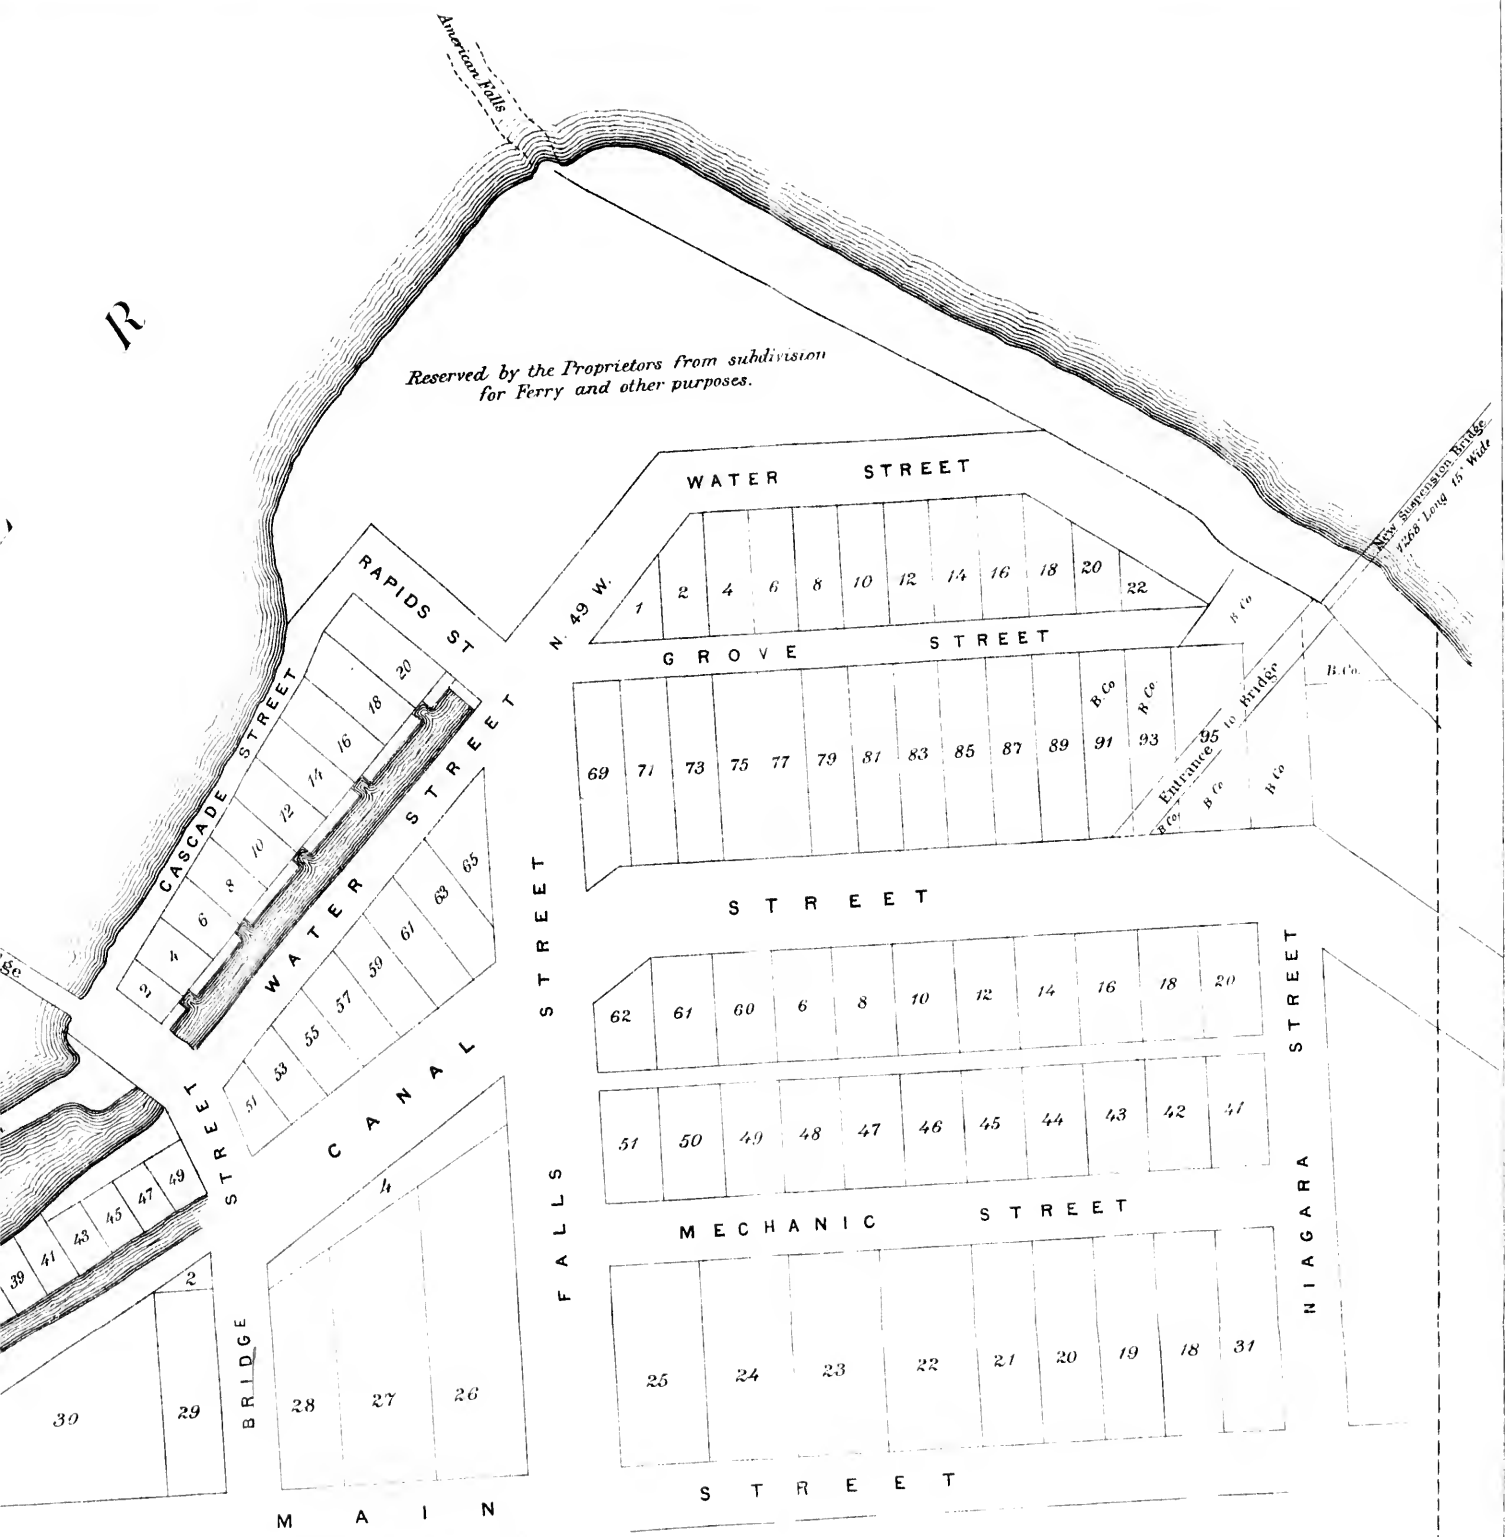 American Falls
R
Reserved by the Proprietors from subdivision
for Ferry and other purposes.
New Suspension Bridge
1268' Long 15' Wide
WATER STREET
RAPIDS ST
N. 49 W.
1 2 4 6 8 10 12 14 16 18 20 22
B. Co
GROVE STREET
B. Co.
CASCADE STREET
20
18
16
14
12
10
8
6
4
2
WATER STREET
69 71 73 75 77 79 81 83 85 87 89 91 93 95
B. Co
B. Co
Entrance to Bridge
B. Co
B. Co
B Co
65
63
61
59
57
55
53
51
ge
CANAL STREET
62 61 60 6 8 10 12 14 16 18 20
51 50 49 48 47 46 45 44 43 42 41
FALLS STREET
NIAGARA STREET
MECHANIC STREET
49
47
45
43
41
39
2
4
BRIDGE STREET
25 24 23 22 21 20 19 18 31
30 29 28 27 26
MAIN STREET